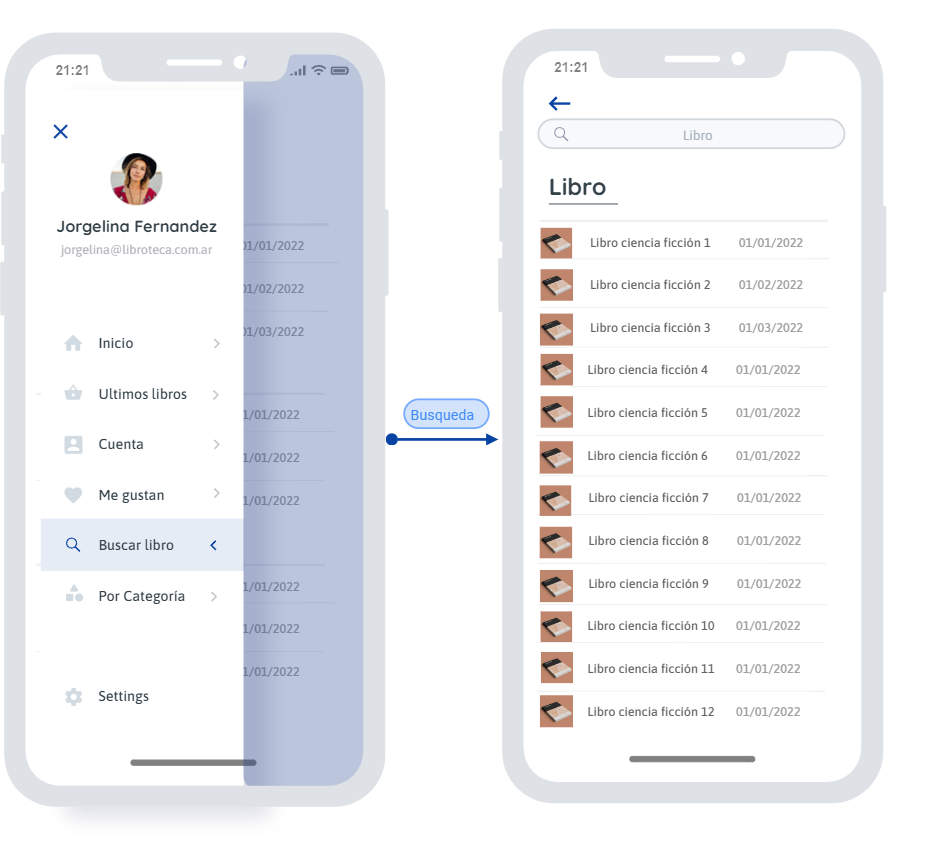 21:21
Jorgelina Fernandez
jorgelina@libroteca.com.ar
Inicio
Ultimos libros
Cuenta
Me gustan
Buscar libro
Por Categoría
Settings
01/01/2022
01/02/2022
01/03/2022
1/01/2022
1/01/2022
1/01/2022
1/01/2022
1/01/2022
1/01/2022
Busqueda
21:21
Libro
Libro
Libro ciencia ficción 1 01/01/2022
Libro ciencia ficción 2 01/02/2022
Libro ciencia ficción 3 01/03/2022
Libro ciencia ficción 4 01/01/2022
Libro ciencia ficción 5 01/01/2022
Libro ciencia ficción 6 01/01/2022
Libro ciencia ficción 7 01/01/2022
Libro ciencia ficción 8 01/01/2022
Libro ciencia ficción 9 01/01/2022
Libro ciencia ficción 10 01/01/2022
Libro ciencia ficción 11 01/01/2022
Libro ciencia ficción 12 01/01/2022